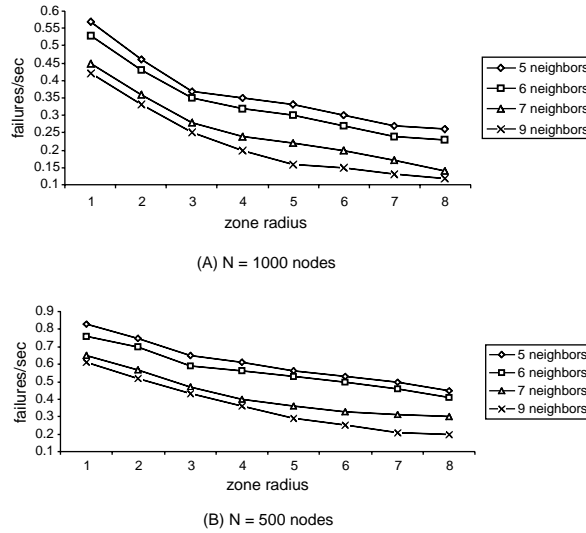 0.6
0.55
0.5
0.45
0.4
0.35
0.3
0.25
0.2
0.15
0.1
failures/sec
1 2 3 4 5 6 7 8
zone radius
5 neighbors
6 neighbors
7 neighbors
9 neighbors
(A) N = 1000 nodes
0.9
0.8
0.7
0.6
0.5
0.4
0.3
0.2
0.1
failures/sec
1 2 3 4 5 6 7 8
zone radius
5 neighbors
6 neighbors
7 neighbors
9 neighbors
(B) N = 500 nodes